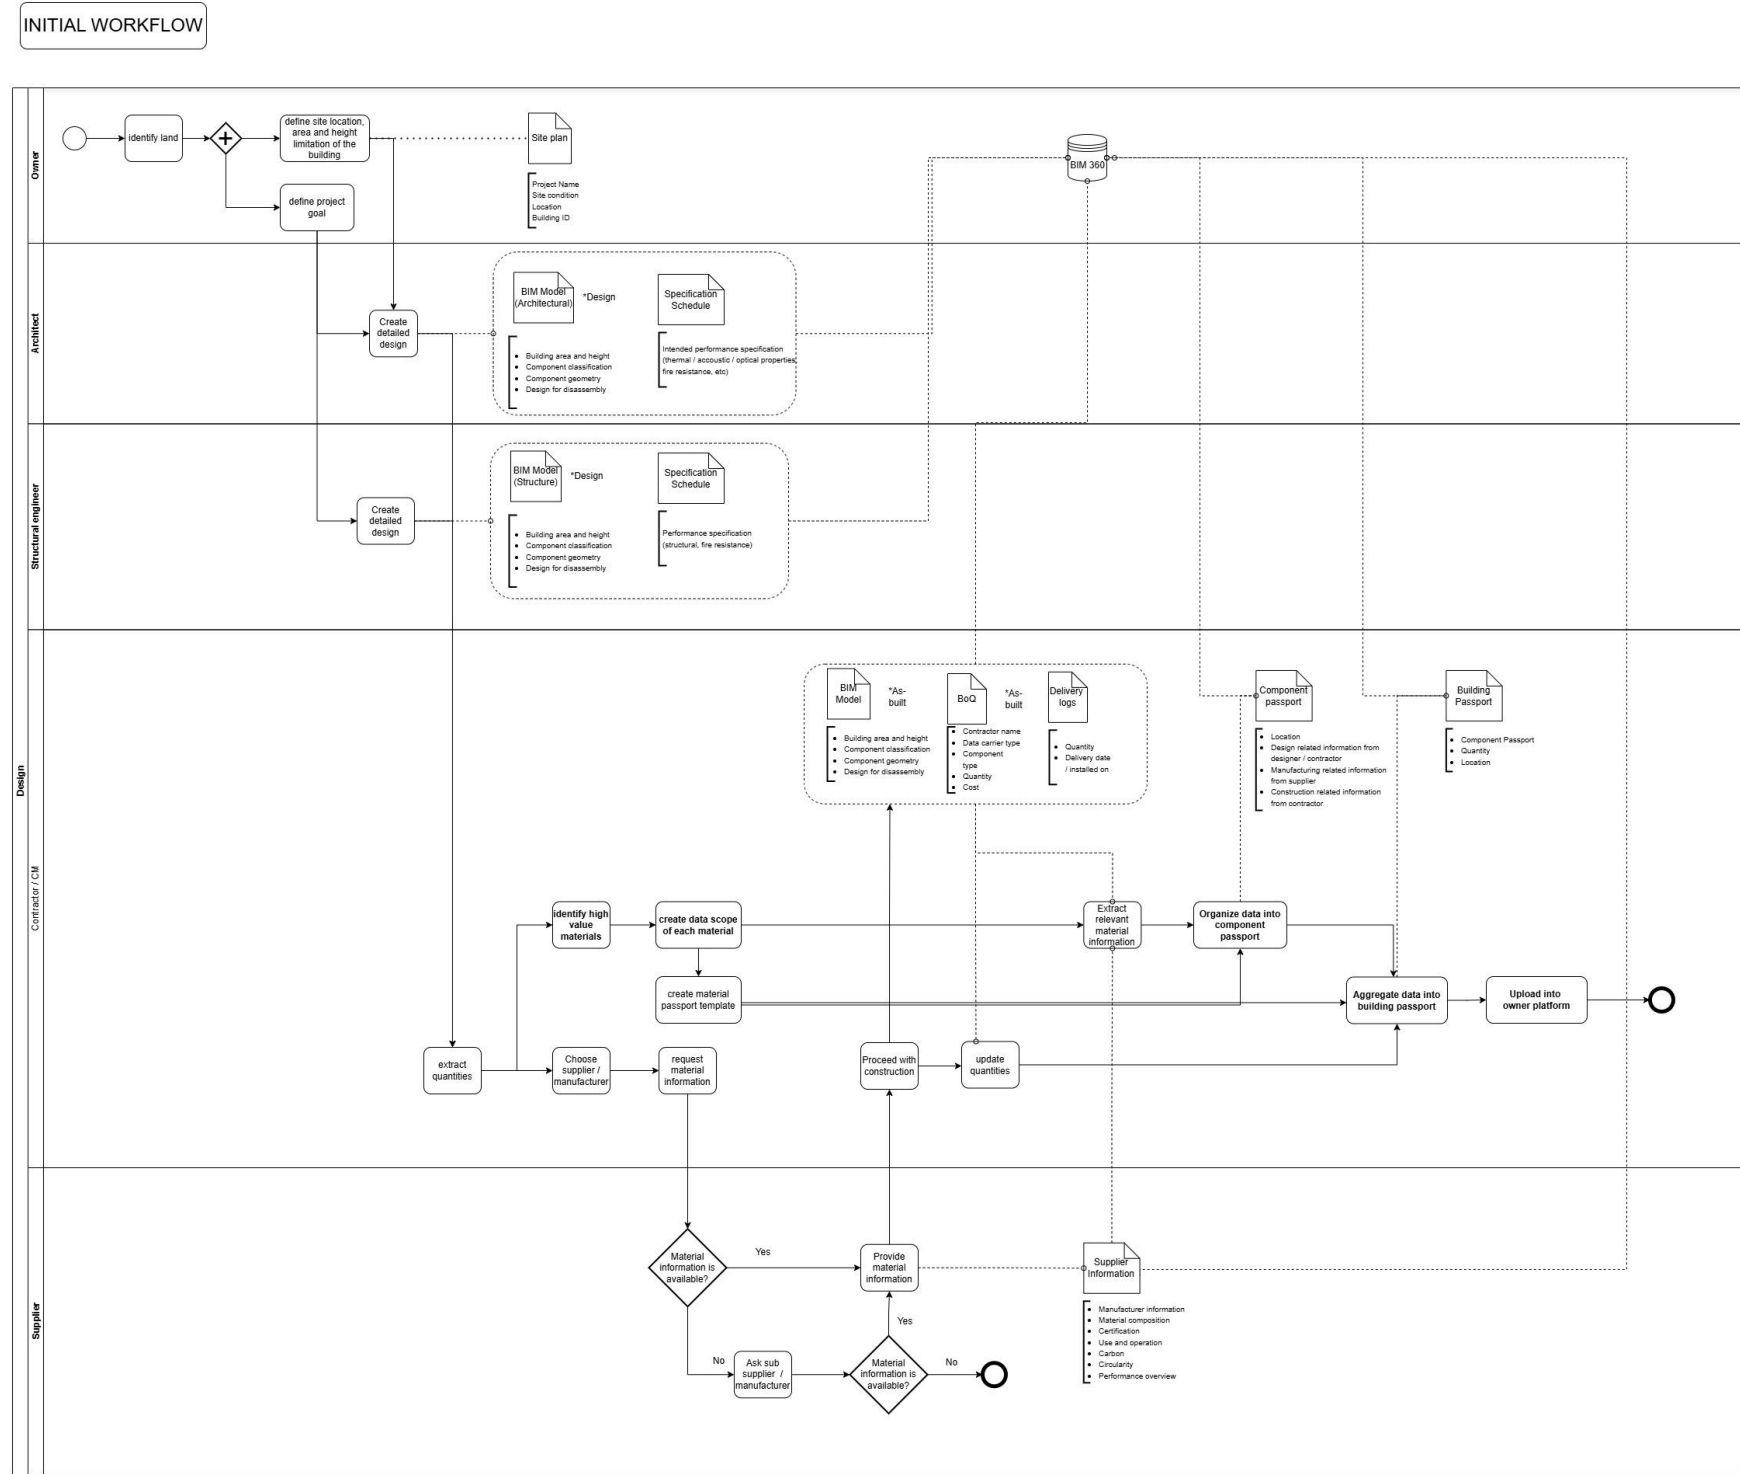 INITIAL WORKFLOW
Design
Owner
identify land
define site location,
area and height
limitation of the
building
Site plan
BIM 360
define project
goal
Project Name
Site condition
Location
Building ID
Architect
Create
detailed
design
BIM Model
(Architectural)
*Design
Specification
Schedule
Building area and height
Component classification
Component geometry
Design for disassembly
Intended performance specification
(thermal / accoustic / optical properties,
fire resistance, etc)
Structural engineer
Create
detailed
design
BIM Model
(Structure)
*Design
Specification
Schedule
Building area and height
Component classification
Component geometry
Design for disassembly
Performance specification
(structural, fire resistance)
Contractor / CM
BIM
Model
*As-
built
BoQ
*As-
built
Delivery
logs
Component
passport
Building
Passport
Building area and height
Component classification
Component geometry
Design for disassembly
Contractor name
Data carrier type
Component
type
Quantity
Cost
Quantity
Delivery date
/ installed on
Location
Design related information from
designer / contractor
Manufacturing related information
from supplier
Construction related information
from contractor
Component Passport
Quantity
Location
identify high
value
materials
create data scope
of each material
Extract
relevant
material
information
Organize data into
component
passport
create material
passport template
Aggregate data into
building passport
Upload into
owner platform
extract
quantities
Choose
supplier /
manufacturer
request
material
information
Proceed with
construction
update
quantities
Supplier
Material
information is
available?
Yes
Provide
material
information
Supplier
Information
Manufacturer information
Material composition
Certification
Use and operation
Carbon
Circularity
Performance overview
Yes
No
Ask sub
supplier /
manufacturer
Material
information is
available?
No